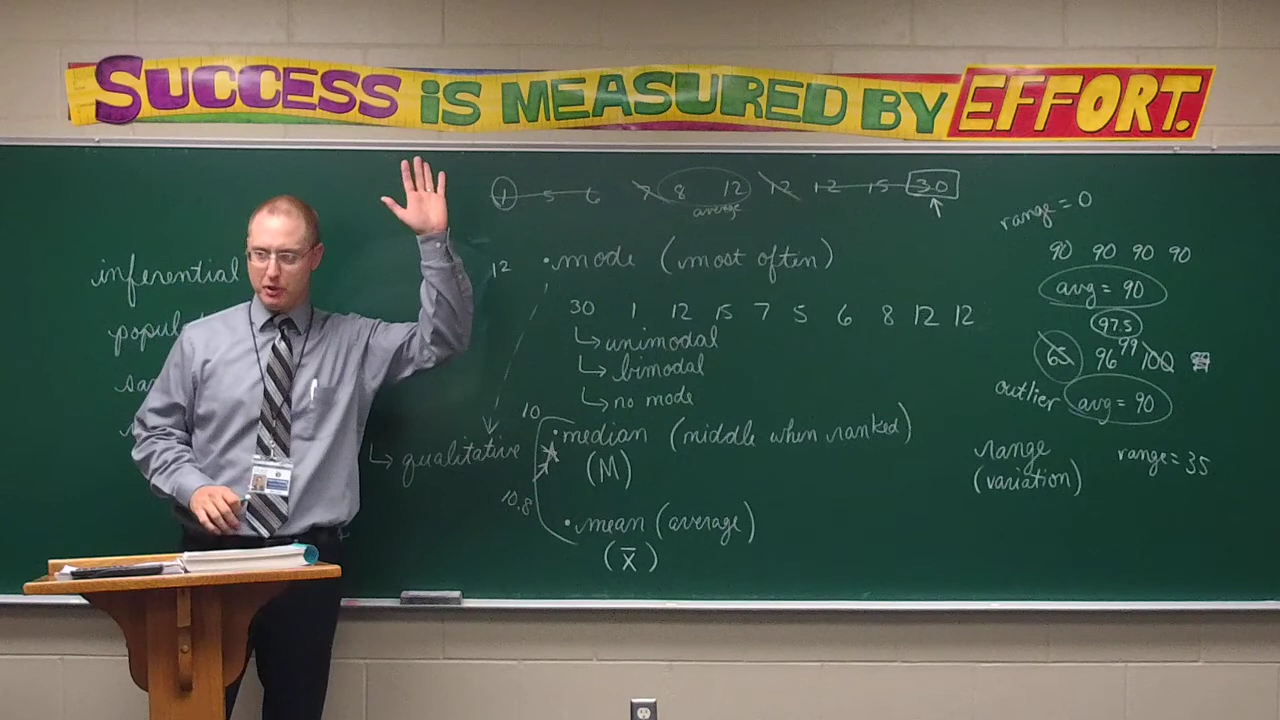 SUCCESS IS MEASURED BY EFFORT.
1 5 6 7 8 12 12 12 15 30
average
range = 0
inferential
12
• mode (most often)
90 90 90 90
avg = 90
30 1 12 15 7 5 6 8 12 12
97.5
unimodal
65 96 99 100
bimodal
no mode
outlier avg = 90
10
• median (middle when ranked)
qualitative
(M)
range
(variation)
range = 35
10.8
• mean (average)
(x̄)